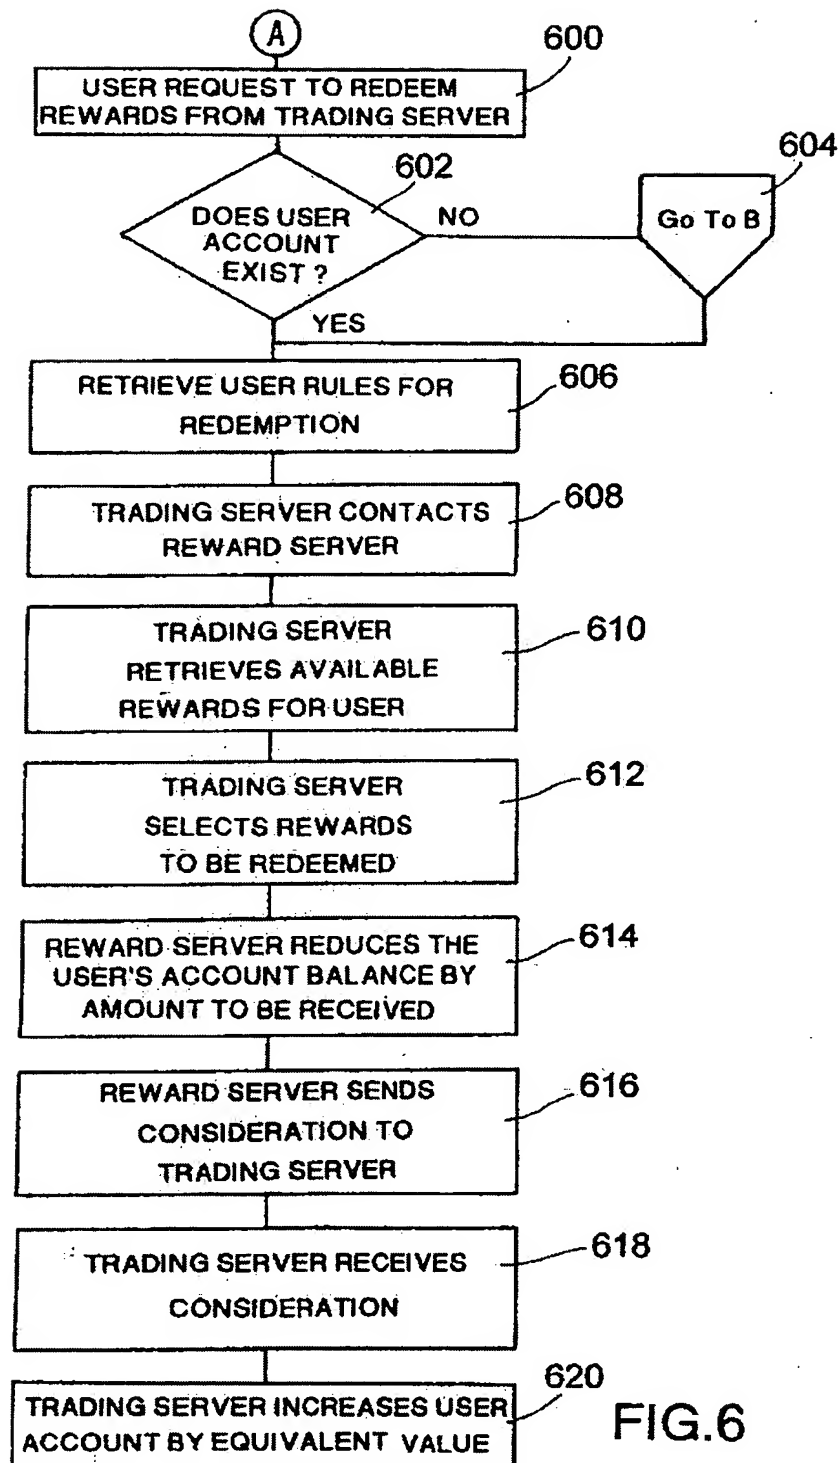 A
600
USER REQUEST TO REDEEM
REWARDS FROM TRADING SERVER
602
604
DOES USER
ACCOUNT
EXIST ?
NO
Go To B
YES
606
RETRIEVE USER RULES FOR
REDEMPTION
608
TRADING SERVER CONTACTS
REWARD SERVER
610
TRADING SERVER
RETRIEVES AVAILABLE
REWARDS FOR USER
612
TRADING SERVER
SELECTS REWARDS
TO BE REDEEMED
614
REWARD SERVER REDUCES THE
USER'S ACCOUNT BALANCE BY
AMOUNT TO BE RECEIVED
616
REWARD SERVER SENDS
CONSIDERATION TO
TRADING SERVER
618
TRADING SERVER RECEIVES
CONSIDERATION
620
TRADING SERVER INCREASES USER
ACCOUNT BY EQUIVALENT VALUE
FIG.6